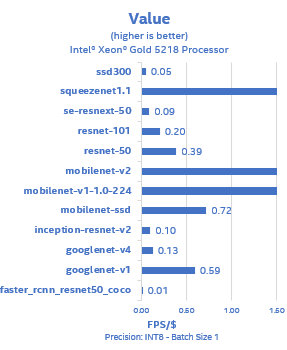 Value
(higher is better)
Intel® Xeon® Gold 5218 Processor
ssd300 0.05
squeezenet1.1
se-resnext-50 0.09
resnet-101 0.20
resnet-50 0.39
mobilenet-v2
mobilenet-v1-1.0-224
mobilenet-ssd 0.72
inception-resnet-v2 0.10
googlenet-v4 0.13
googlenet-v1 0.59
faster_rcnn_resnet50_coco 0.01
0.00 0.50 1.00 1.50
FPS/$
Precision: INT8 - Batch Size 1